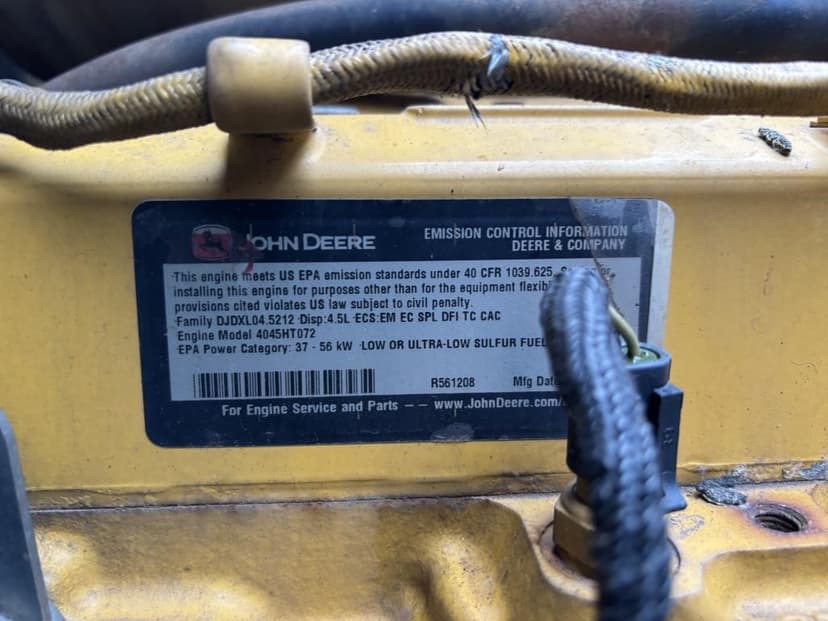 JOHN DEERE
EMISSION CONTROL INFORMATION
DEERE & COMPANY
This engine meets US EPA emission standards under 40 CFR 1039.625.
installing this engine for purposes other than for the equipment
provisions cited violates US law subject to civil penalty.
Family DJDXL04.5212 Disp:4.5L ECS:EM EC SPL DFI TC CAC
Engine Model 4045HT072
EPA Power Category: 37 - 56 kW LOW OR ULTRA-LOW SULFUR FUEL
R561208 Mfg Date
For Engine Service and Parts -- www.JohnDeere.com/